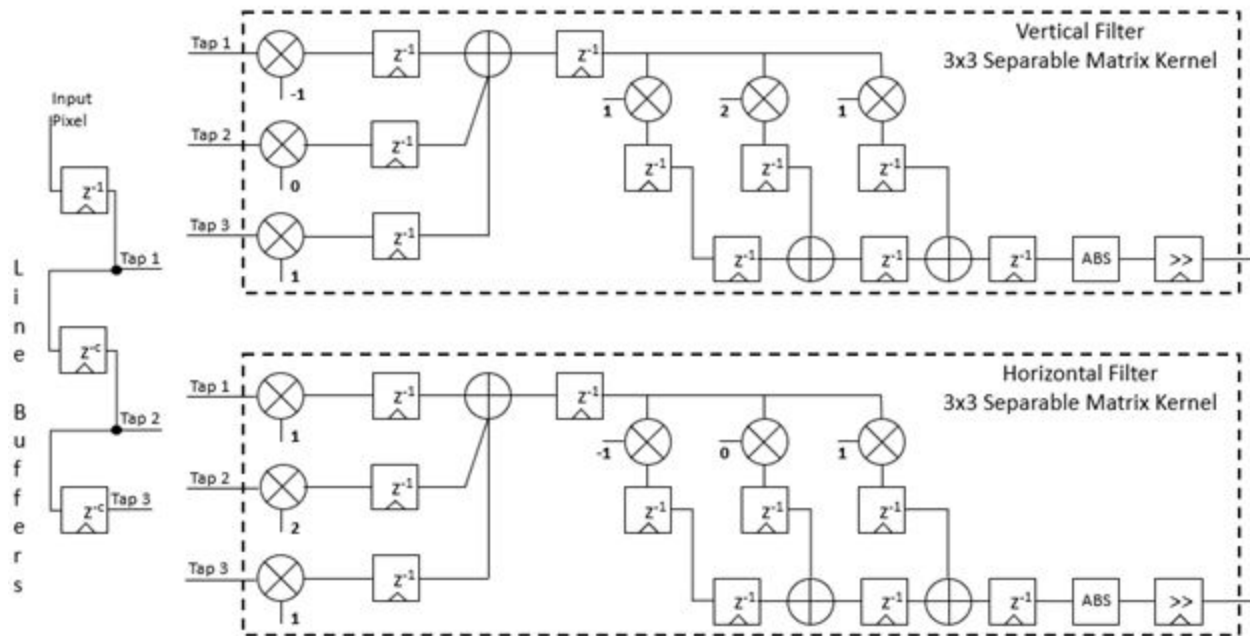 Input
Pixel
z⁻¹
Tap 1
z⁻ᶜ
Tap 2
z⁻ᶜ
Tap 3
Line
Buffers
Vertical Filter
3x3 Separable Matrix Kernel
Tap 1
-1
z⁻¹
z⁻¹
Tap 2
0
z⁻¹
Tap 3
1
z⁻¹
1
2
1
z⁻¹
z⁻¹
z⁻¹
z⁻¹
z⁻¹
z⁻¹
ABS
>>
Horizontal Filter
3x3 Separable Matrix Kernel
Tap 1
1
z⁻¹
z⁻¹
Tap 2
2
z⁻¹
Tap 3
1
z⁻¹
-1
0
1
z⁻¹
z⁻¹
z⁻¹
z⁻¹
z⁻¹
z⁻¹
ABS
>>